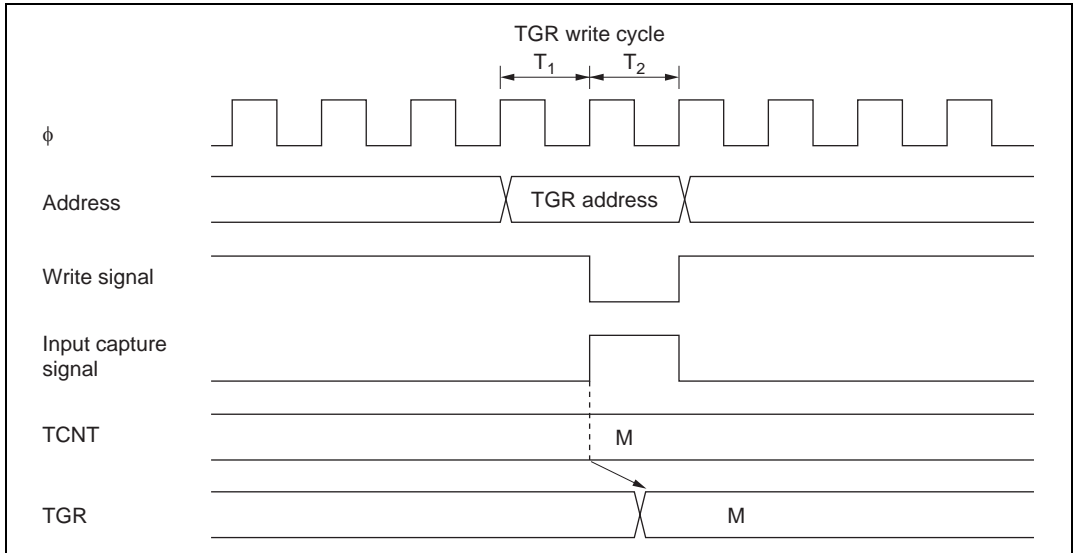 TGR write cycle
T1 T2
ϕ
Address
TGR address
Write signal
Input capture
signal
TCNT
M
TGR
M